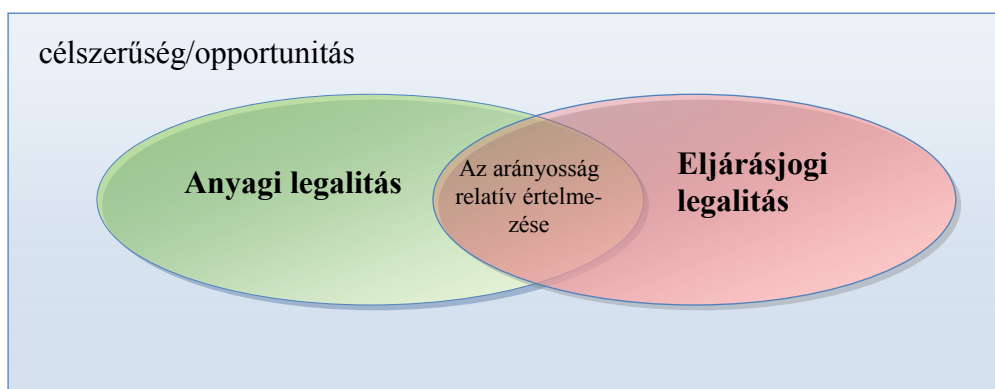 célszerűség/opportunitás
Anyagi legalitás
Az arányosság
relatív értelme-
zése
Eljárásjogi
legalitás